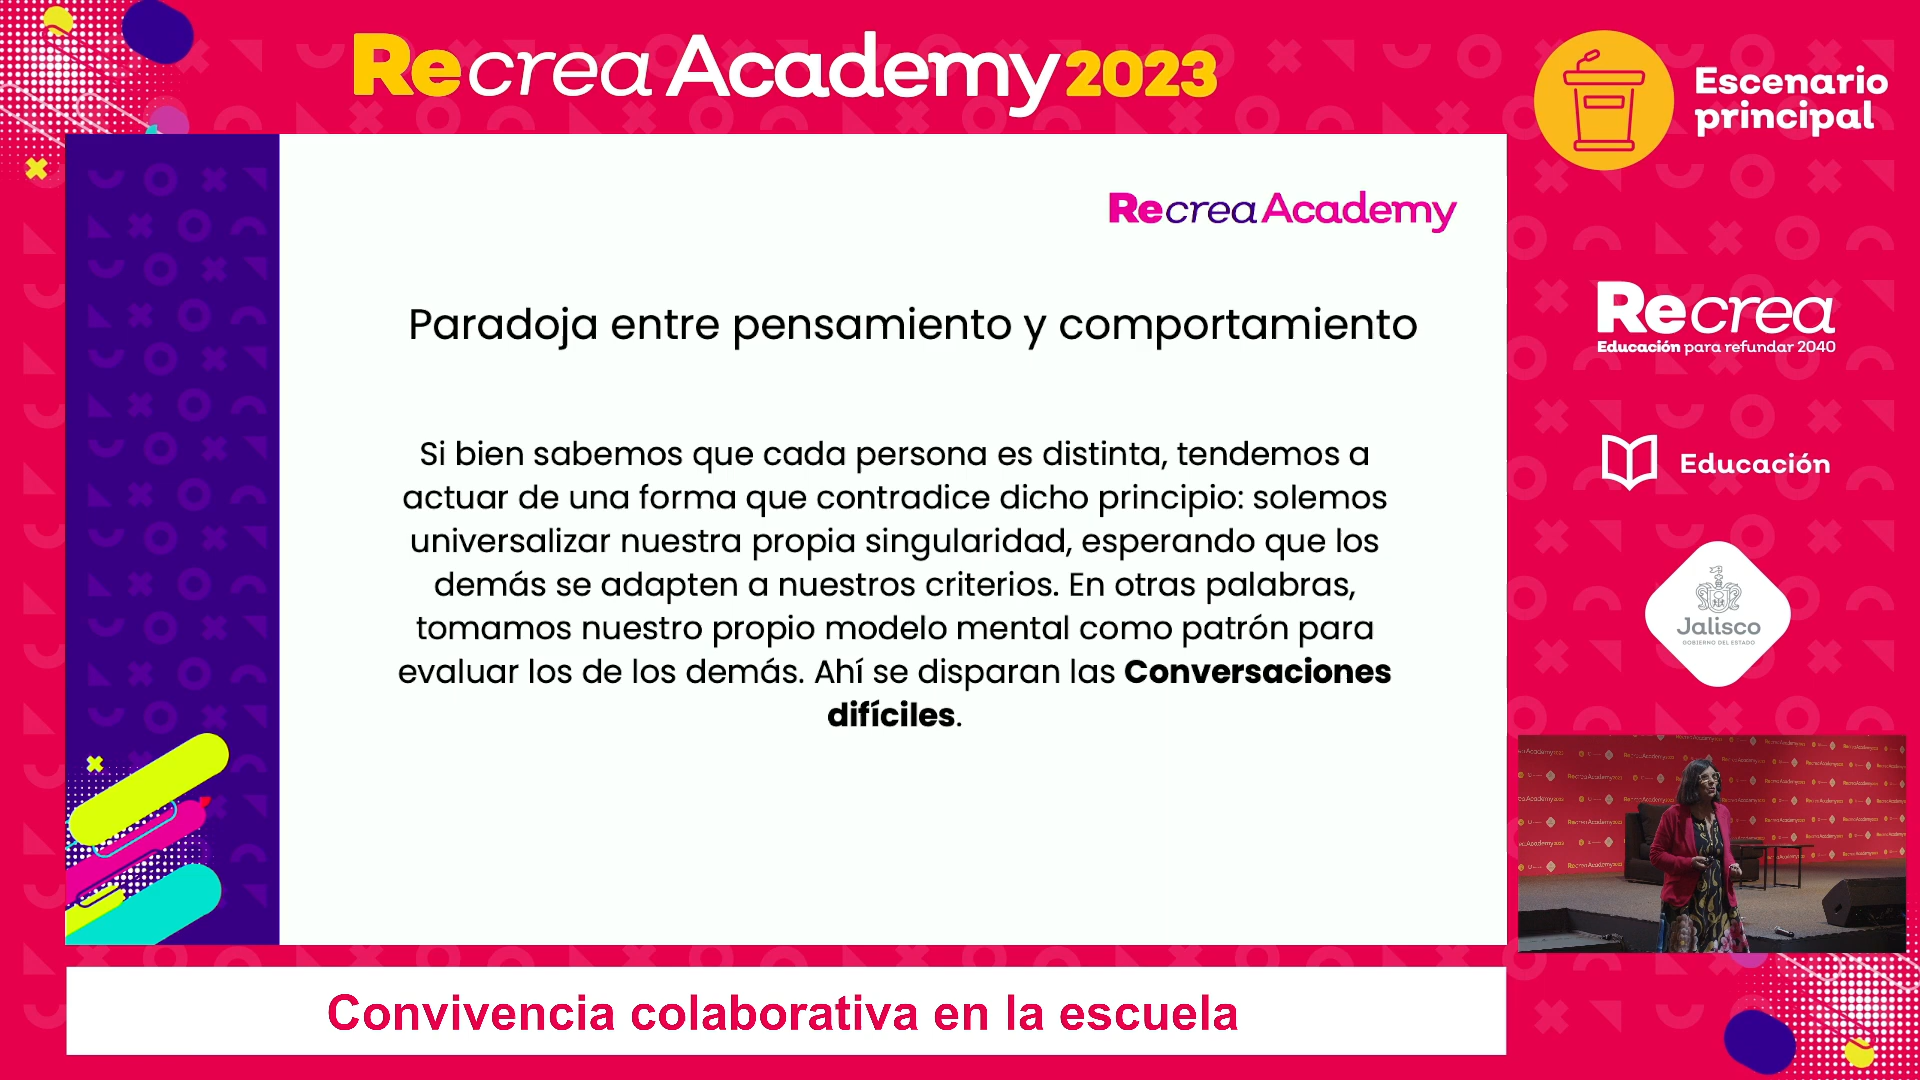 Recrea Academy 2023
Escenario
principal
Recrea Academy
Paradoja entre pensamiento y comportamiento
Si bien sabemos que cada persona es distinta, tendemos a
actuar de una forma que contradice dicho principio: solemos
universalizar nuestra propia singularidad, esperando que los
demás se adapten a nuestros criterios. En otras palabras,
tomamos nuestro propio modelo mental como patrón para
evaluar los de los demás. Ahí se disparan las Conversaciones
difíciles.
Recrea
Educación para refundar 2040
Educación
Jalisco
GOBIERNO DEL ESTADO
Convivencia colaborativa en la escuela